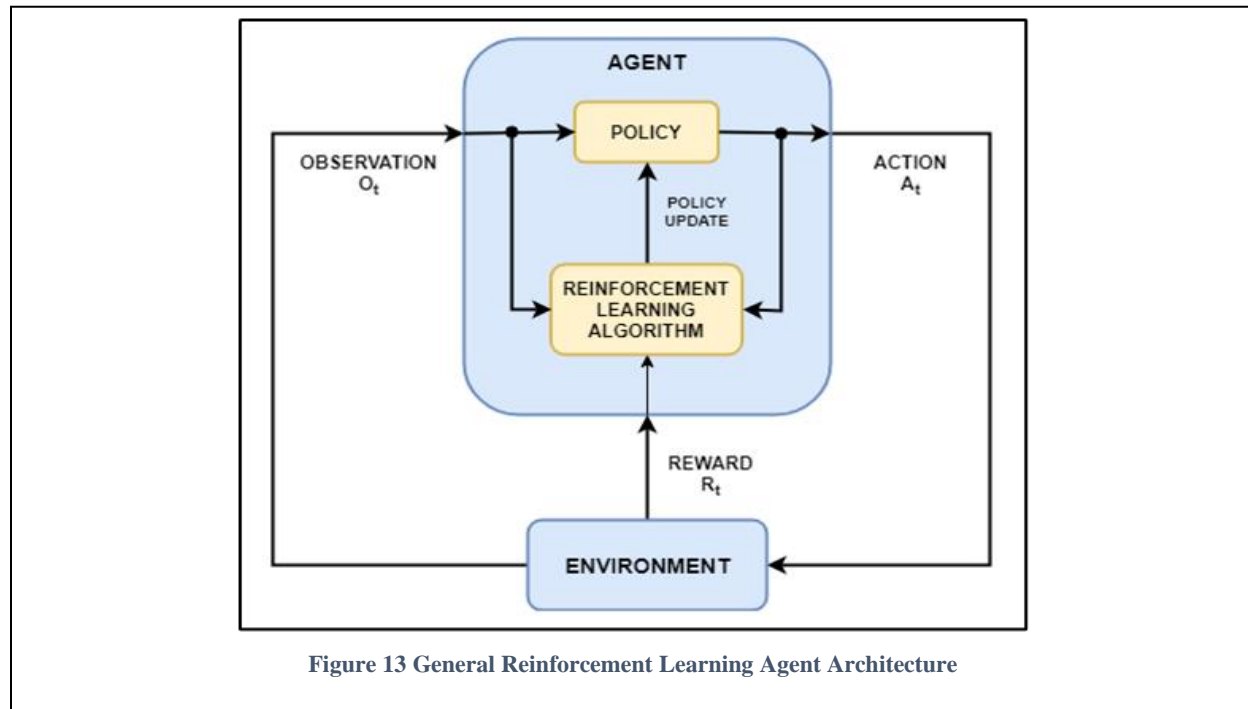 AGENT
POLICY
OBSERVATION
Oₜ
ACTION
Aₜ
POLICY
UPDATE
REINFORCEMENT
LEARNING
ALGORITHM
REWARD
Rₜ
ENVIRONMENT
Figure 13 General Reinforcement Learning Agent Architecture